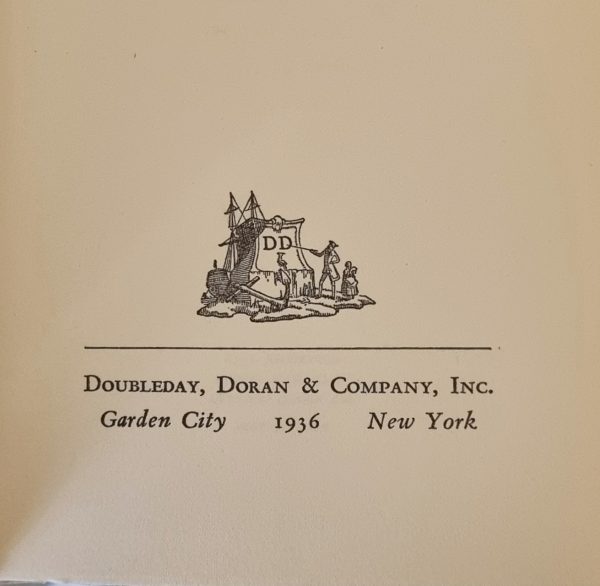 DD
DOUBLEDAY, DORAN & COMPANY, INC.
Garden City 1936 New York